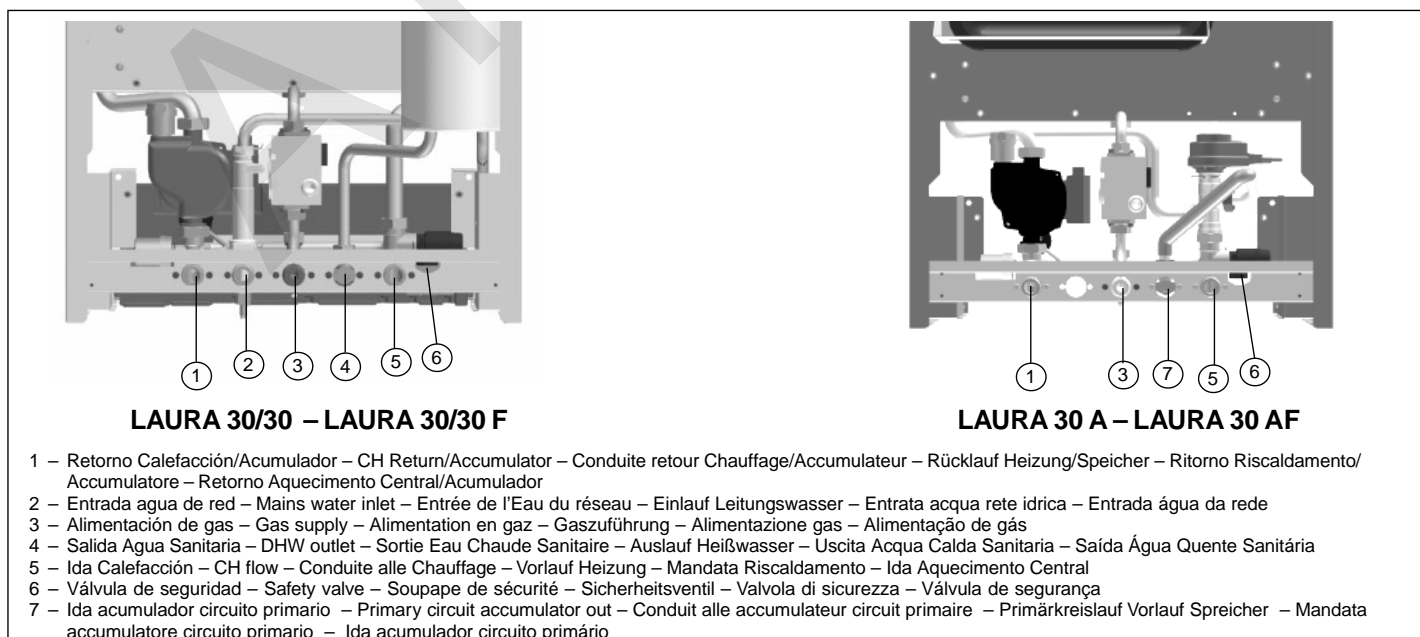 1 2 3 4 5 6
1 3 7 5 6
LAURA 30/30 – LAURA 30/30 F
LAURA 30 A – LAURA 30 AF
1 – Retorno Calefacción/Acumulador – CH Return/Accumulator – Conduite retour Chauffage/Accumulateur – Rücklauf Heizung/Speicher – Ritorno Riscaldamento/
Accumulatore – Retorno Aquecimento Central/Acumulador
2 – Entrada agua de red – Mains water inlet – Entrée de l'Eau du réseau – Einlauf Leitungswasser – Entrata acqua rete idrica – Entrada água da rede
3 – Alimentación de gas – Gas supply – Alimentation en gaz – Gaszuführung – Alimentazione gas – Alimentação de gás
4 – Salida Agua Sanitaria – DHW outlet – Sortie Eau Chaude Sanitaire – Auslauf Heißwasser – Uscita Acqua Calda Sanitaria – Saída Água Quente Sanitária
5 – Ida Calefacción – CH flow – Conduite alle Chauffage – Vorlauf Heizung – Mandata Riscaldamento – Ida Aquecimento Central
6 – Válvula de seguridad – Safety valve – Soupape de sécurité – Sicherheitsventil – Valvola di sicurezza – Válvula de segurança
7 – Ida acumulador circuito primario – Primary circuit accumulator out – Conduit alle accumulateur circuit primaire – Primärkreislauf Vorlauf Spreicher – Mandata
accumulatore circuito primario – Ida acumulador circuito primário